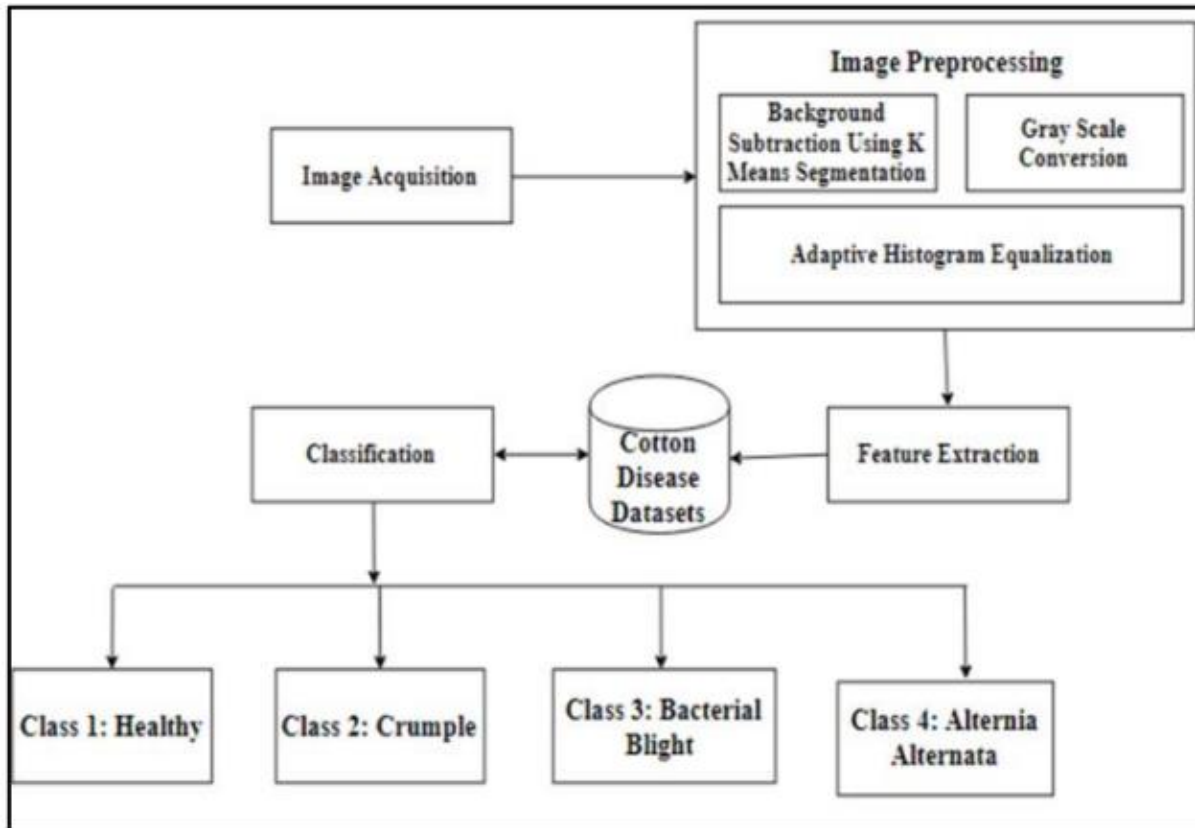 Image Preprocessing
Background
Subtraction Using K
Means Segmentation
Gray Scale
Conversion
Image Acquisition
Adaptive Histogram Equalization
Classification
Cotton
Disease
Datasets
Feature Extraction
Class 1: Healthy
Class 2: Crumple
Class 3: Bacterial
Blight
Class 4: Alternia
Alternata